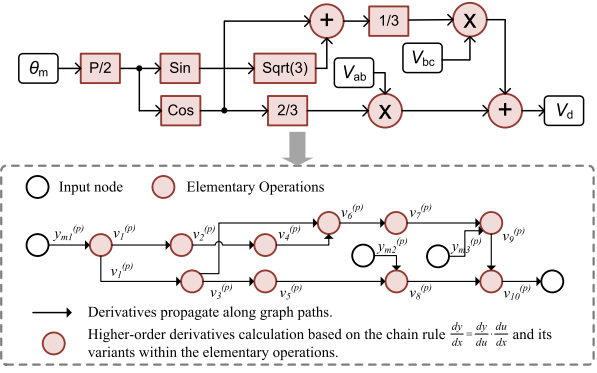 θm
P/2
Sin
Cos
Sqrt(3)
2/3
+
1/3
X
Vab
Vbc
X
+
Vd
Input node
Elementary Operations
ym1(p)
v1(p)
v2(p)
v4(p)
v6(p)
v7(p)
v9(p)
v1(p)
v3(p)
v5(p)
ym2(p)
ym3(p)
v8(p)
v10(p)
Derivatives propagate along graph paths.
Higher-order derivatives calculation based on the chain rule dy/dx = dy/du · du/dx and its
variants within the elementary operations.